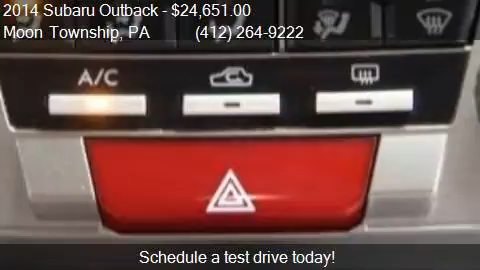 2014 Subaru Outback - $24,651.00
Moon Township, PA (412) 264-9222
A/C
Schedule a test drive today!